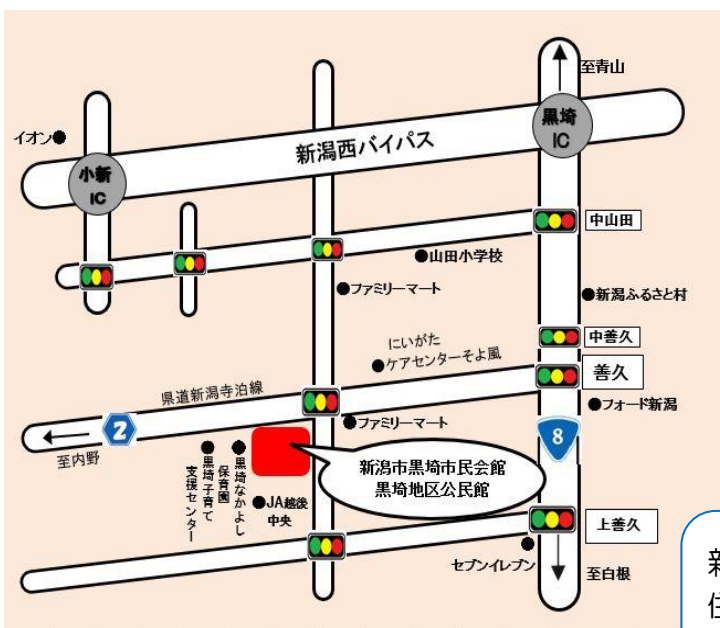 至青山
イオン●
黒埼
IC
新潟西バイパス
小新
IC
中山田
●山田小学校
●ファミリーマート
●新潟ふるさと村
にいがた
●ケアセンターそよ風
中善久
善久
県道新潟寺泊線
2
至内野
●ファミリーマート
●フォード新潟
8
新潟市黒埼市民会館
黒埼地区公民館
●黒埼なかよし
保育園
●黒埼子育て
支援センター
●JA越後
中央
上善久
セブンイレブン
至白根
新
住